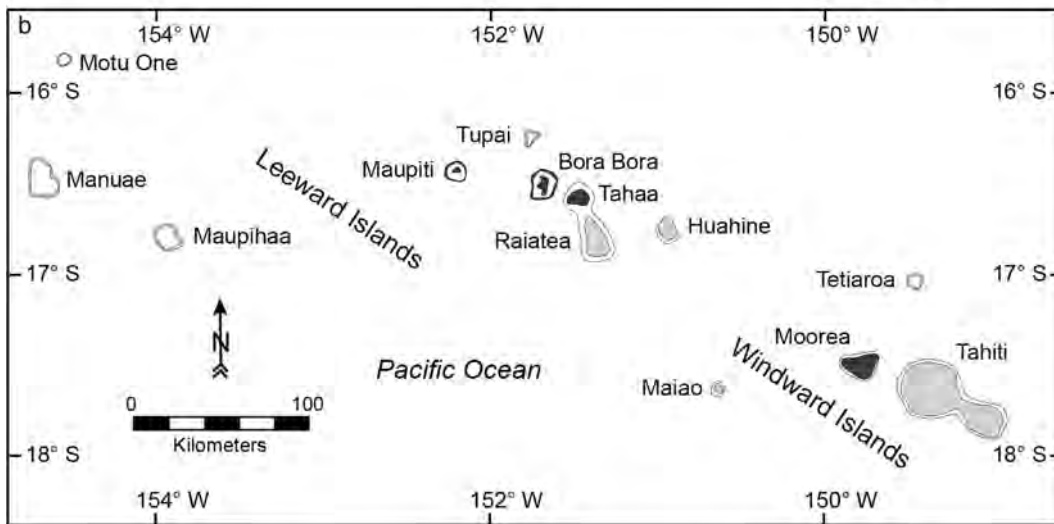 b
154° W
152° W
150° W
Motu One
16° S
16° S
Tupai
Maupiti
Bora Bora
Manuae
Leeward Islands
Tahaa
Maupihaa
Raiatea
Huahine
17° S
17° S
Tetiaroa
N
Moorea
Tahiti
Pacific Ocean
Windward Islands
Maiao
0
100
Kilometers
18° S
18° S
154° W
152° W
150° W